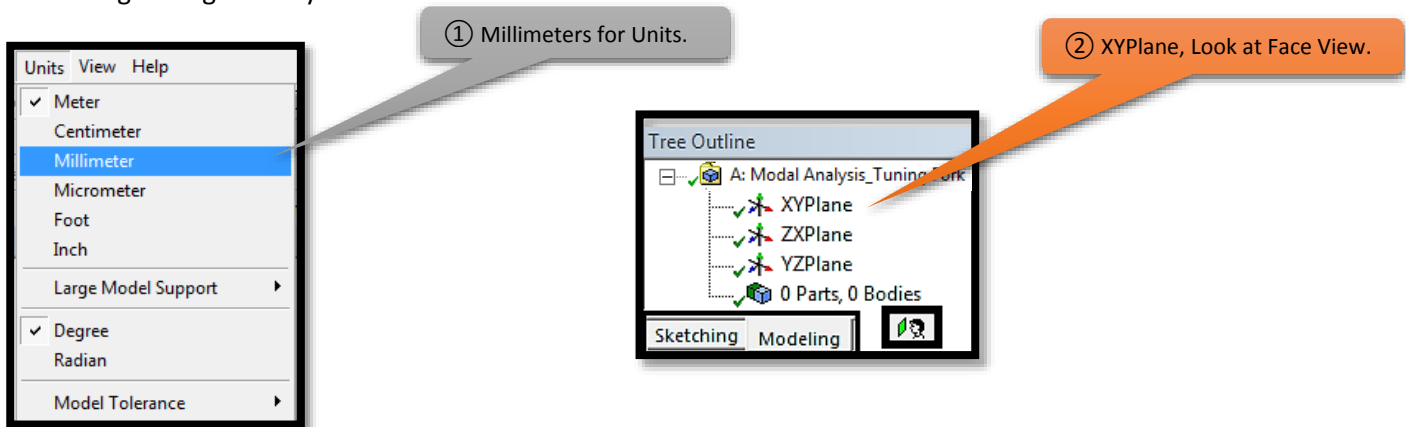 ① Millimeters for Units.
② XYPlane, Look at Face View.
Units View Help
Meter
Centimeter
Millimeter
Micrometer
Foot
Inch
Large Model Support
Degree
Radian
Model Tolerance
Tree Outline
A: Modal Analysis_Tuning Fork
XYPlane
ZXPlane
YZPlane
0 Parts, 0 Bodies
Sketching Modeling